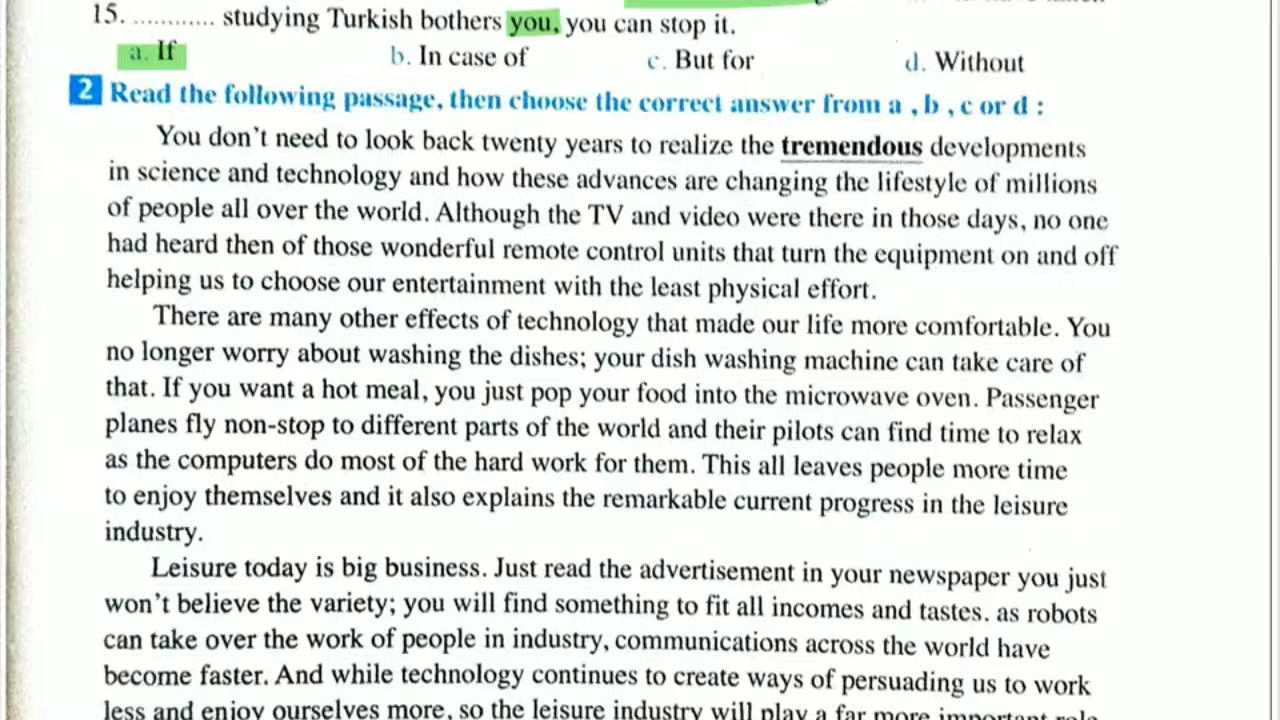 15. ............ studying Turkish bothers you, you can stop it.
a. If b. In case of c. But for d. Without
2 Read the following passage, then choose the correct answer from a , b , c or d :
You don't need to look back twenty years to realize the tremendous developments
in science and technology and how these advances are changing the lifestyle of millions
of people all over the world. Although the TV and video were there in those days, no one
had heard then of those wonderful remote control units that turn the equipment on and off
helping us to choose our entertainment with the least physical effort.
There are many other effects of technology that made our life more comfortable. You
no longer worry about washing the dishes; your dish washing machine can take care of
that. If you want a hot meal, you just pop your food into the microwave oven. Passenger
planes fly non-stop to different parts of the world and their pilots can find time to relax
as the computers do most of the hard work for them. This all leaves people more time
to enjoy themselves and it also explains the remarkable current progress in the leisure
industry.
Leisure today is big business. Just read the advertisement in your newspaper you just
won't believe the variety; you will find something to fit all incomes and tastes. as robots
can take over the work of people in industry, communications across the world have
become faster. And while technology continues to create ways of persuading us to work
less and enjoy ourselves more, so the leisure industry will play a far more important role